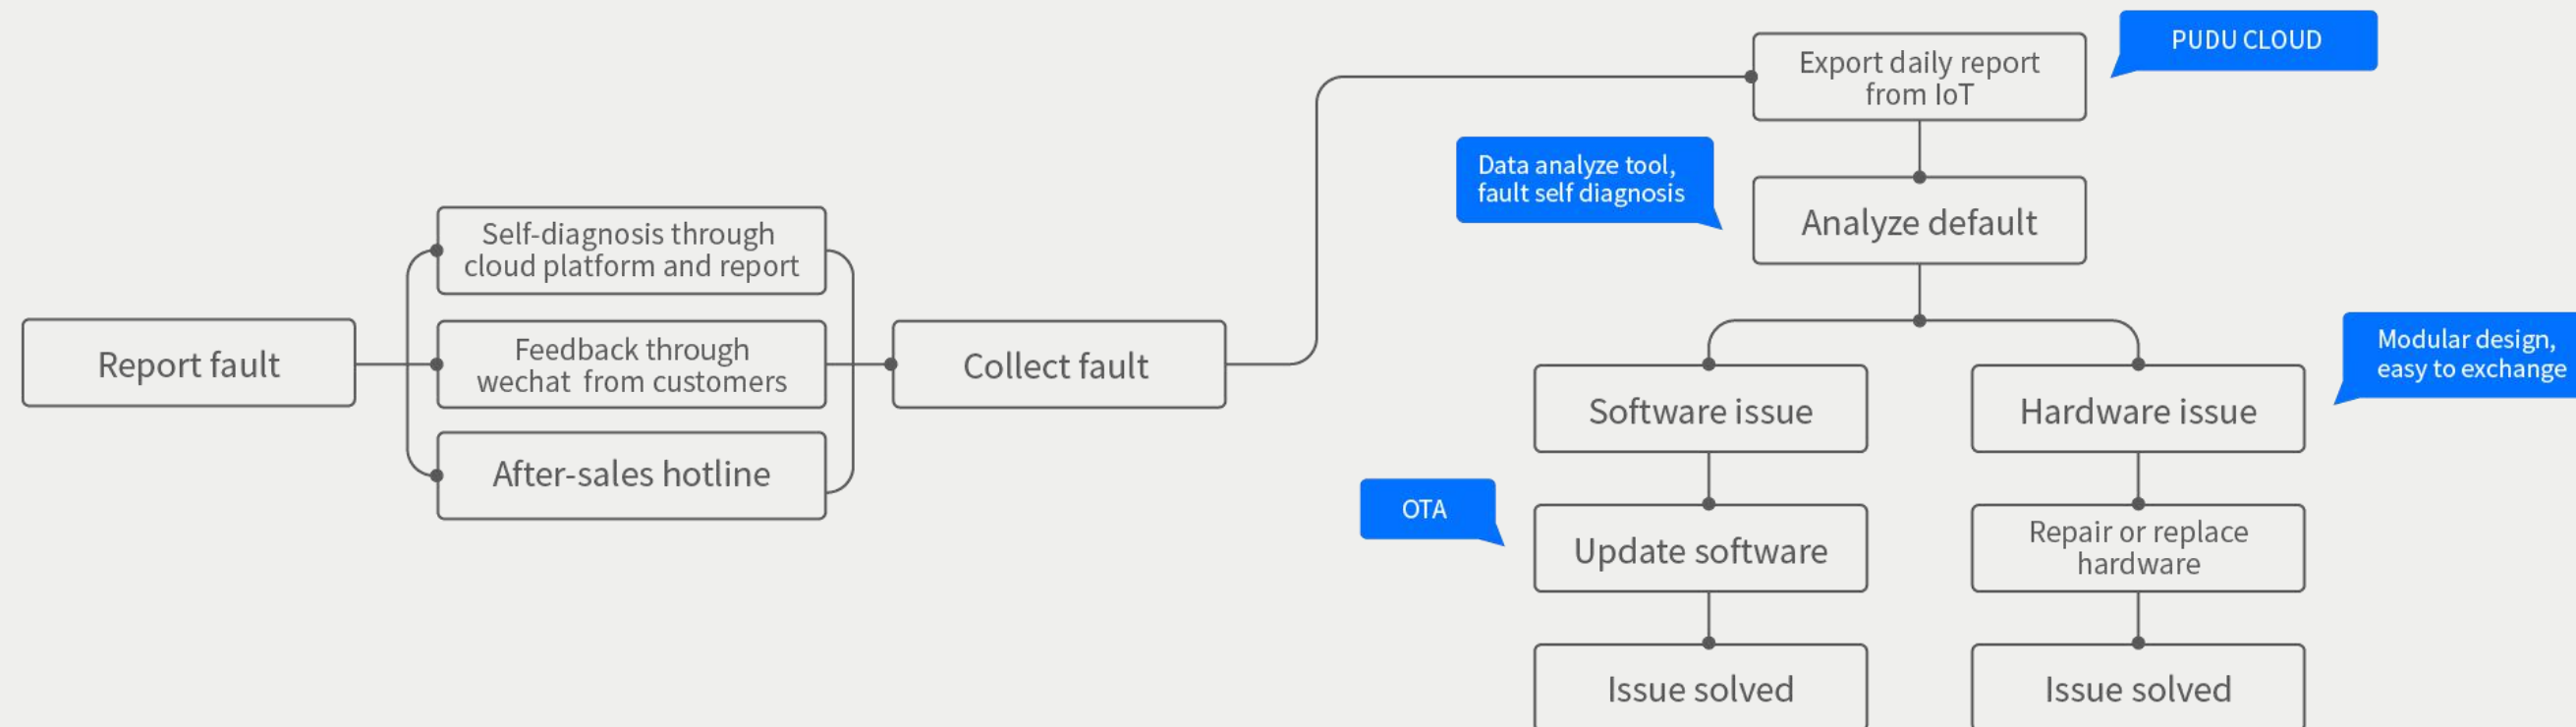 PUDU CLOUD
Export daily report
from IoT
Data analyze tool,
fault self diagnosis
Analyze default
Self-diagnosis through
cloud platform and report
Report fault
Feedback through
wechat from customers
Collect fault
After-sales hotline
Modular design,
easy to exchange
Software issue
Hardware issue
OTA
Update software
Repair or replace
hardware
Issue solved
Issue solved